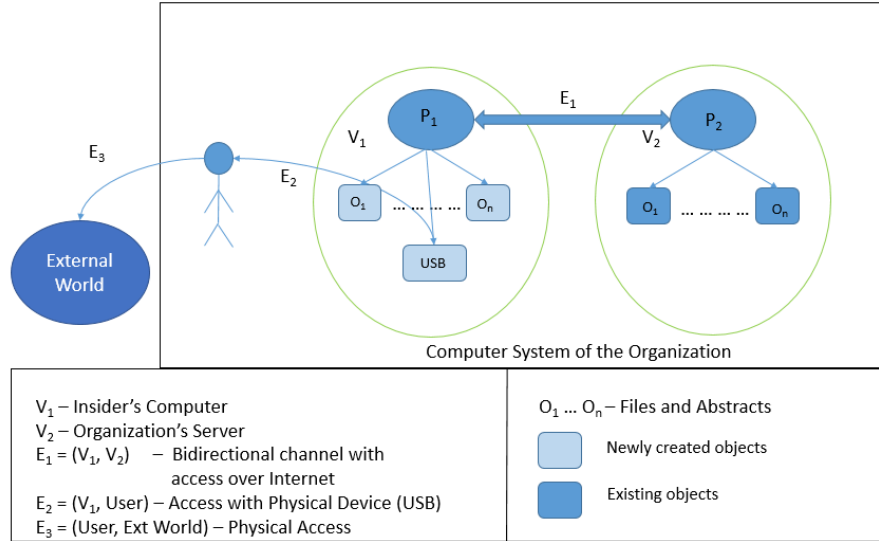 E₁
P₁
P₂
V₁
V₂
E₃
E₂
O₁ ... ... ... ... Oₙ
O₁ ... ... ... ... Oₙ
USB
External
World
Computer System of the Organization
V₁ – Insider's Computer
V₂ – Organization's Server
E₁ = (V₁, V₂) – Bidirectional channel with
access over Internet
E₂ = (V₁, User) – Access with Physical Device (USB)
E₃ = (User, Ext World) – Physical Access
O₁ ... Oₙ – Files and Abstracts
Newly created objects
Existing objects